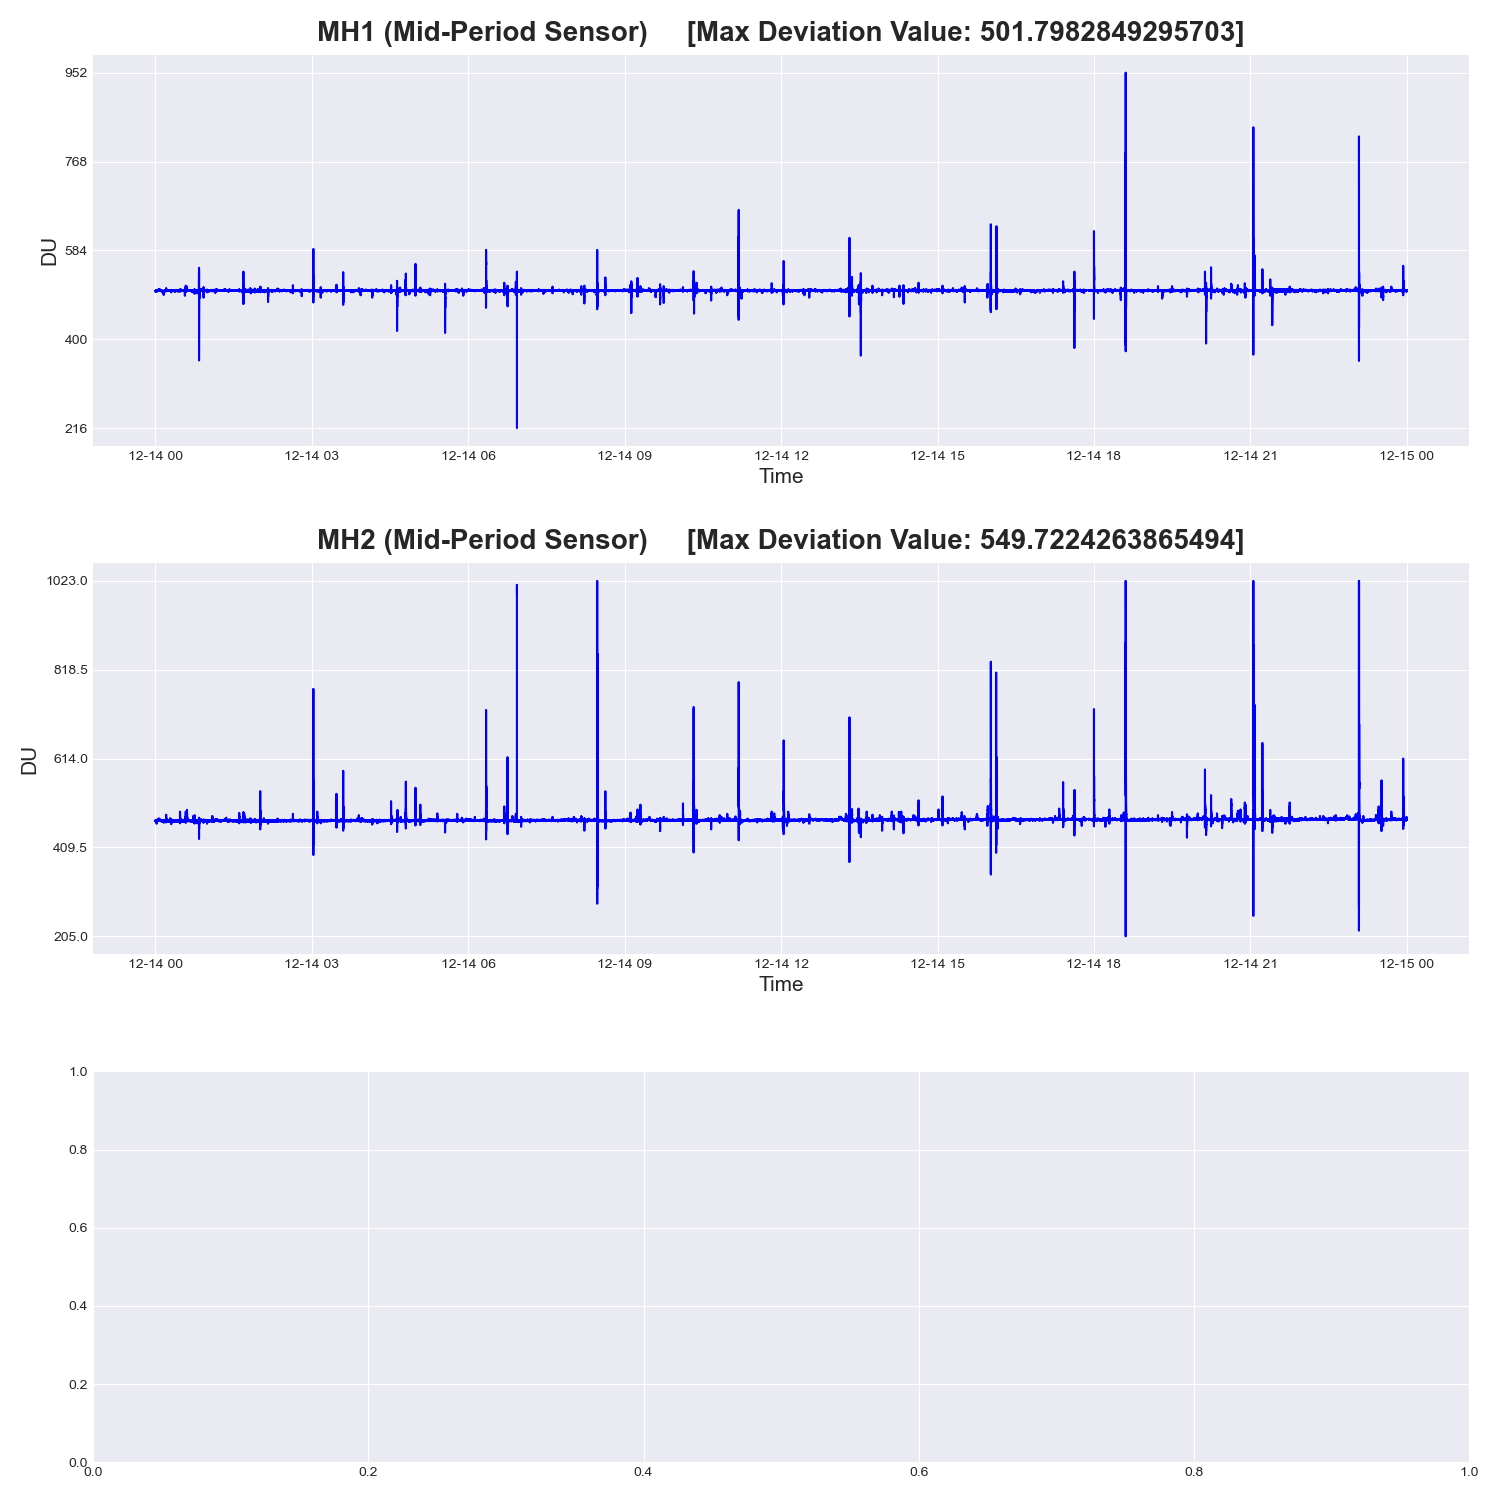 MH1 (Mid-Period Sensor) [Max Deviation Value: 501.7982849295703]
952
768
584
400
216
DU
12-14 00 12-14 03 12-14 06 12-14 09 12-14 12 12-14 15 12-14 18 12-14 21 12-15 00
Time
MH2 (Mid-Period Sensor) [Max Deviation Value: 549.7224263865494]
1023.0
818.5
614.0
409.5
205.0
DU
12-14 00 12-14 03 12-14 06 12-14 09 12-14 12 12-14 15 12-14 18 12-14 21 12-15 00
Time
1.0
0.8
0.6
0.4
0.2
0.0
0.0 0.2 0.4 0.6 0.8 1.0